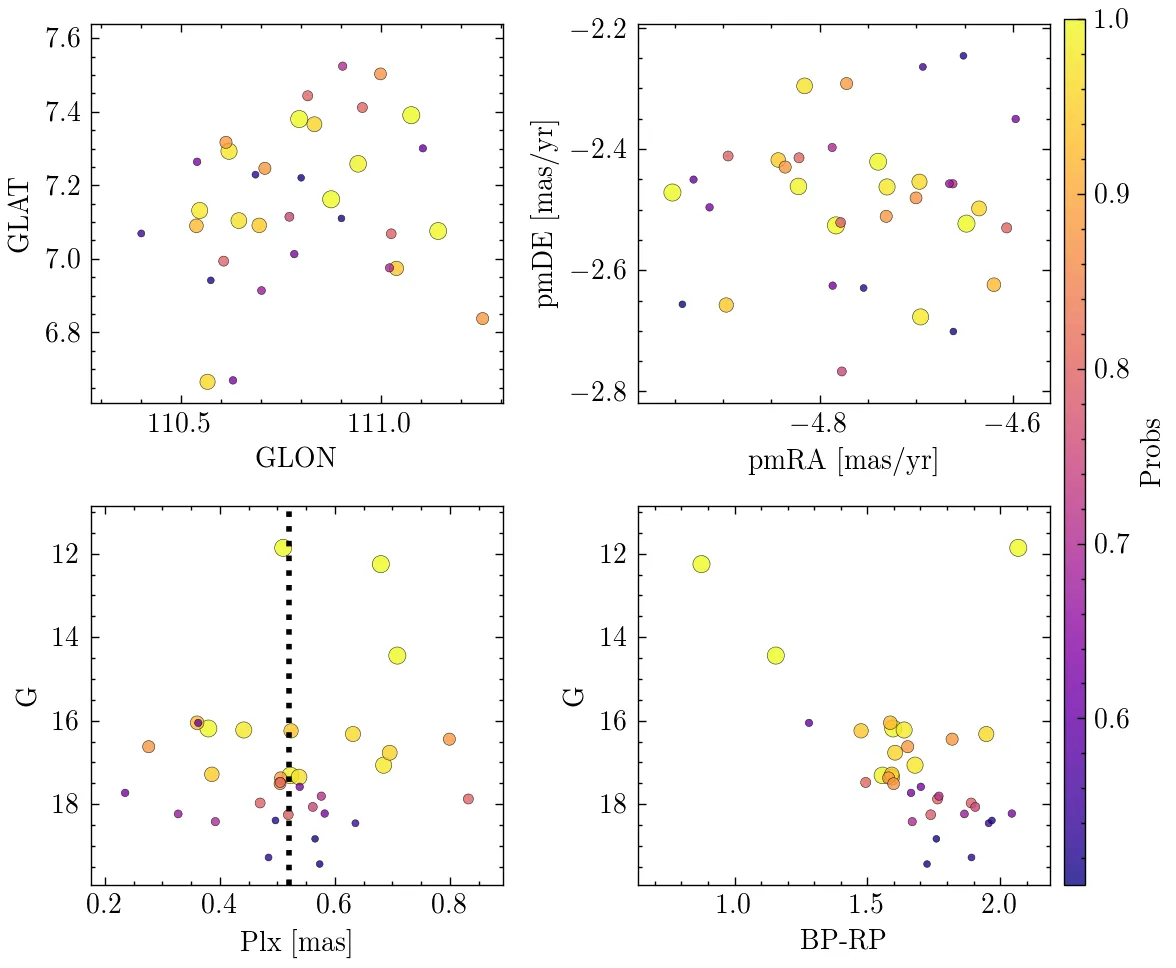 7.6
7.4
7.2
7.0
6.8
GLAT
110.5 111.0
GLON
−2.2
−2.4
−2.6
−2.8
pmDE [mas/yr]
−4.8 −4.6
pmRA [mas/yr]
12
14
16
18
G
0.2 0.4 0.6 0.8
Plx [mas]
12
14
16
18
G
1.0 1.5 2.0
BP-RP
1.0
0.9
0.8
0.7
0.6
Probs